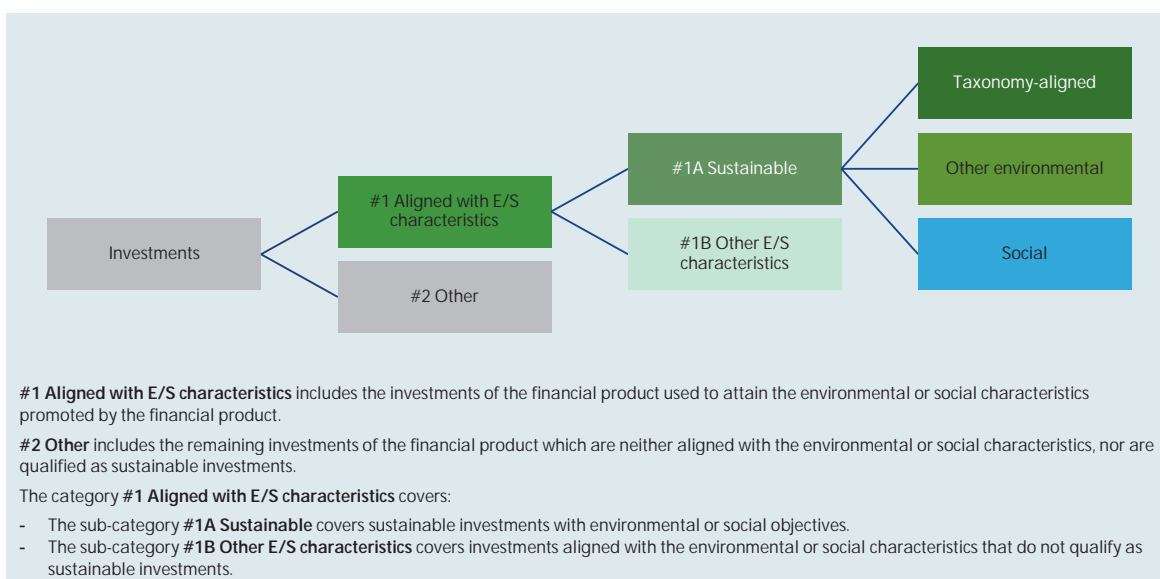 Taxonomy-aligned
#1A Sustainable
Other environmental
#1 Aligned with E/S
characteristics
#1B Other E/S
characteristics
Investments
Social
#2 Other
#1 Aligned with E/S characteristics includes the investments of the financial product used to attain the environmental or social characteristics
promoted by the financial product.
#2 Other includes the remaining investments of the financial product which are neither aligned with the environmental or social characteristics, nor are
qualified as sustainable investments.
The category #1 Aligned with E/S characteristics covers:
- The sub-category #1A Sustainable covers sustainable investments with environmental or social objectives.
- The sub-category #1B Other E/S characteristics covers investments aligned with the environmental or social characteristics that do not qualify as
sustainable investments.